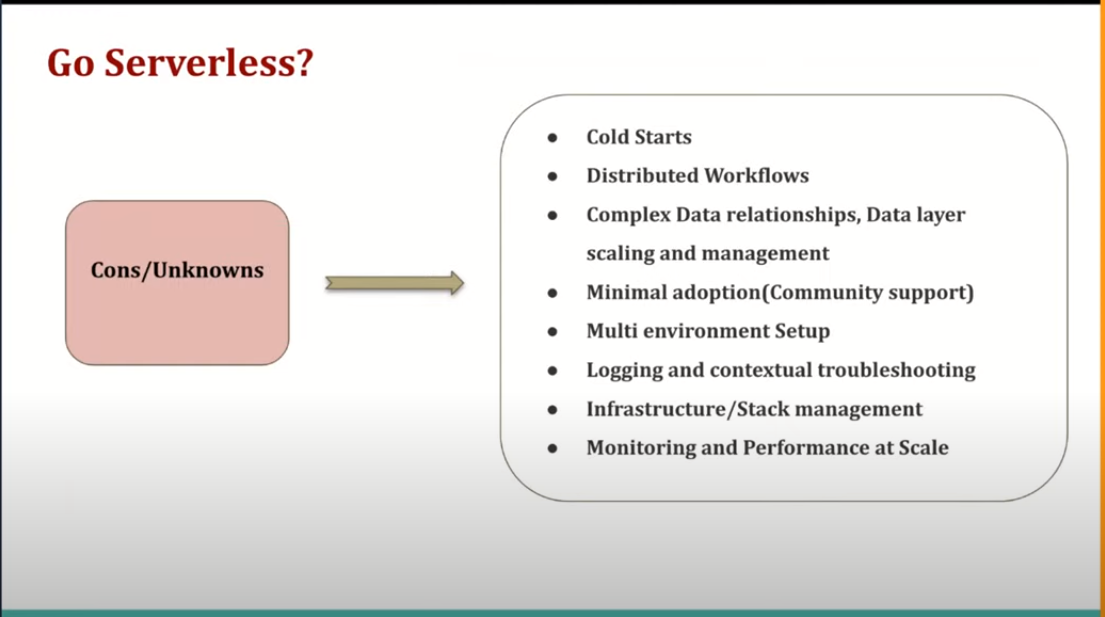 Go Serverless?
Cons/Unknowns
● Cold Starts
● Distributed Workflows
● Complex Data relationships, Data layer
scaling and management
● Minimal adoption(Community support)
● Multi environment Setup
● Logging and contextual troubleshooting
● Infrastructure/Stack management
● Monitoring and Performance at Scale